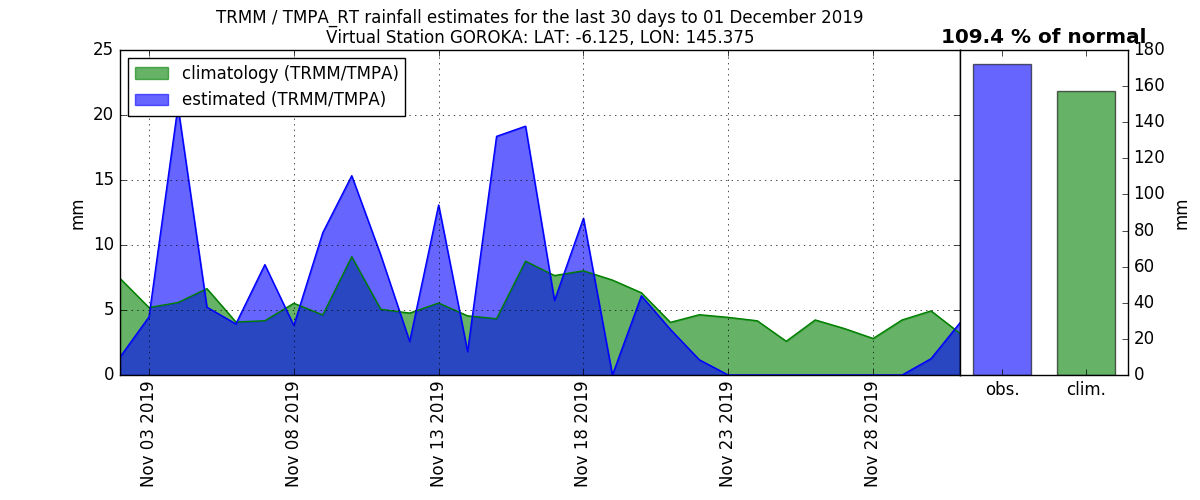 TRMM / TMPA_RT rainfall estimates for the last 30 days to 01 December 2019
Virtual Station GOROKA: LAT: -6.125, LON: 145.375
109.4 % of normal
climatology (TRMM/TMPA)
estimated (TRMM/TMPA)
25
20
15
10
5
0
mm
Nov 03 2019
Nov 08 2019
Nov 13 2019
Nov 18 2019
Nov 23 2019
Nov 28 2019
obs.
clim.
180
160
140
120
100
80
60
40
20
0
mm